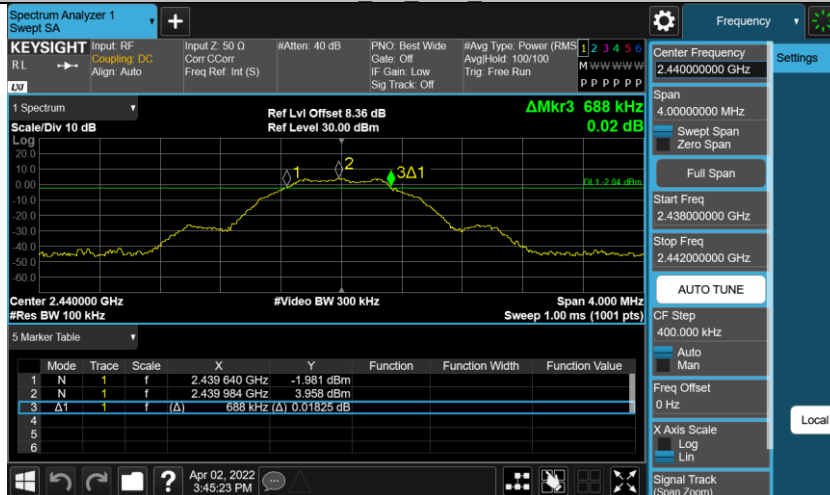 Spectrum Analyzer 1
Swept SA
+
Frequency
KEYSIGHT
RL
LXI
Input: RF
Coupling: DC
Align: Auto
Input Z: 50 Ω
Corr CCorr
Freq Ref: Int (S)
#Atten: 40 dB
PNO: Best Wide
Gate: Off
IF Gain: Low
Sig Track: Off
#Avg Type: Power (RMS
Avg|Hold: 100/100
Trig: Free Run
1 2 3 4 5 6
M W W W W W
P P P P P P
1 Spectrum
Scale/Div 10 dB
Ref Lvl Offset 8.36 dB
Ref Level 30.00 dBm
ΔMkr3 688 kHz
0.02 dB
Log
20.0
10.0
0.00
-10.0
-20.0
-30.0
-40.0
-50.0
-60.0
1
2
3Δ1
DL1 -2.04 dBm
Center 2.440000 GHz
#Res BW 100 kHz
#Video BW 300 kHz
Span 4.000 MHz
Sweep 1.00 ms (1001 pts)
5 Marker Table
Mode Trace Scale X Y Function Function Width Function Value
1 N 1 f 2.439 640 GHz -1.981 dBm
2 N 1 f 2.439 984 GHz 3.958 dBm
3 Δ1 1 f (Δ) 688 kHz (Δ) 0.01825 dB
4
5
6
?
Apr 02, 2022
3:45:23 PM
Center Frequency
2.440000000 GHz
Span
4.00000000 MHz
Swept Span
Zero Span
Full Span
Start Freq
2.438000000 GHz
Stop Freq
2.442000000 GHz
AUTO TUNE
CF Step
400.000 kHz
Auto
Man
Freq Offset
0 Hz
X Axis Scale
Log
Lin
Signal Track
(Span Zoom)
Settings
Local